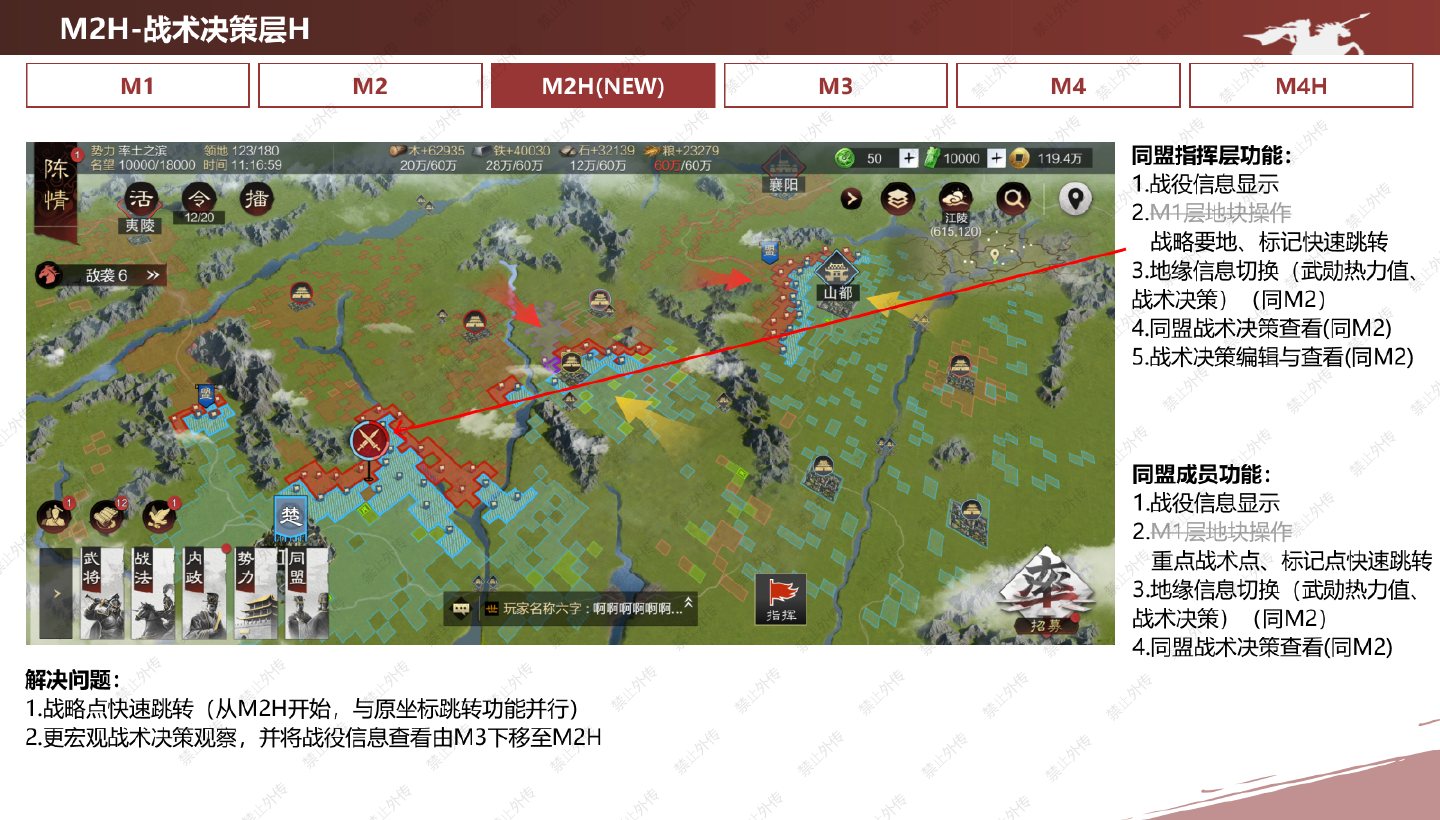 M2H-战术决策层H
M1
M2
M2H(NEW)
M3
M4
M4H
陈情
1
势力 率土之滨
领地 123/180
名望 10000/18000
时间 11:16:59
木+62935
20万/60万
铁+40030
28万/60万
石+32139
12万/60万
粮+23279
60万/60万
50
10000
119.4万
活
令
播
夷陵
12/20
襄阳
江陵
(615,120)
敌袭 6
盟
山都
盟
楚
1
12
1
武将
战法
内政
势力
同盟
玩家名称六字：啊啊啊啊啊啊...
指挥
率
招募
同盟指挥层功能：
1.战役信息显示
2.M1层地块操作
战略要地、标记快速跳转
3.地缘信息切换（武勋热力值、
战术决策）（同M2）
4.同盟战术决策查看(同M2)
5.战术决策编辑与查看(同M2)
同盟成员功能：
1.战役信息显示
2.M1层地块操作
重点战术点、标记点快速跳转
3.地缘信息切换（武勋热力值、
战术决策）（同M2）
4.同盟战术决策查看(同M2)
解决问题：
1.战略点快速跳转（从M2H开始，与原坐标跳转功能并行）
2.更宏观战术决策观察，并将战役信息查看由M3下移至M2H
禁止外传